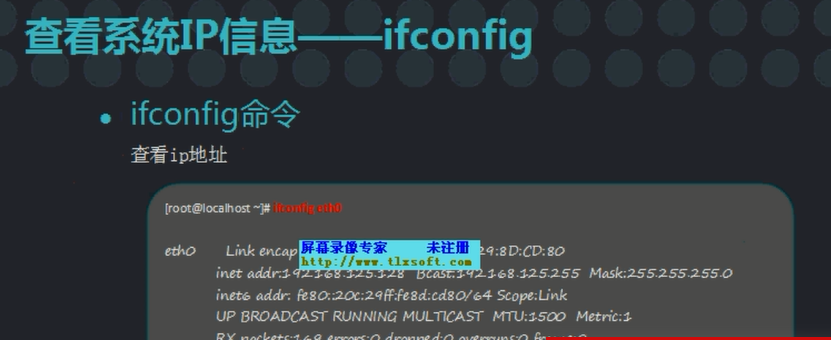 查看系统IP信息——ifconfig
ifconfig命令
查看ip地址
[root@localhost ~]# ifconfig eth0
eth0 Link encap 29:8D:CD:80
屏幕录像专家 未注册
http://www.tlxsoft.com
inet addr:192.168.125.128 Bcast:192.168.125.255 Mask:255.255.255.0
inet6 addr: fe80::20c:29ff:fe8d:cd80/64 Scope:Link
UP BROADCAST RUNNING MULTICAST MTU:1500 Metric:1
RX packets:169 errors:0 dropped:0 overruns:0